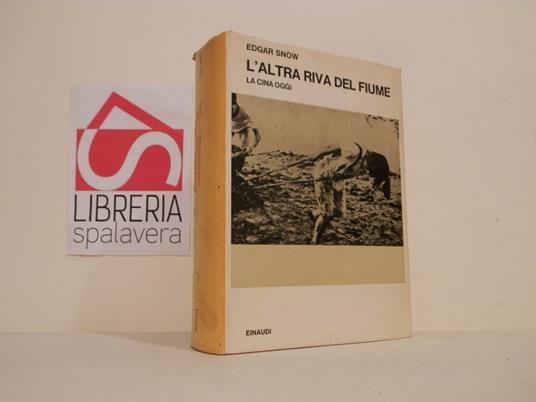 EDGAR SNOW
L'ALTRA RIVA DEL FIUME
LA CINA OGGI
EINAUDI
LIBRERIA
spalavera